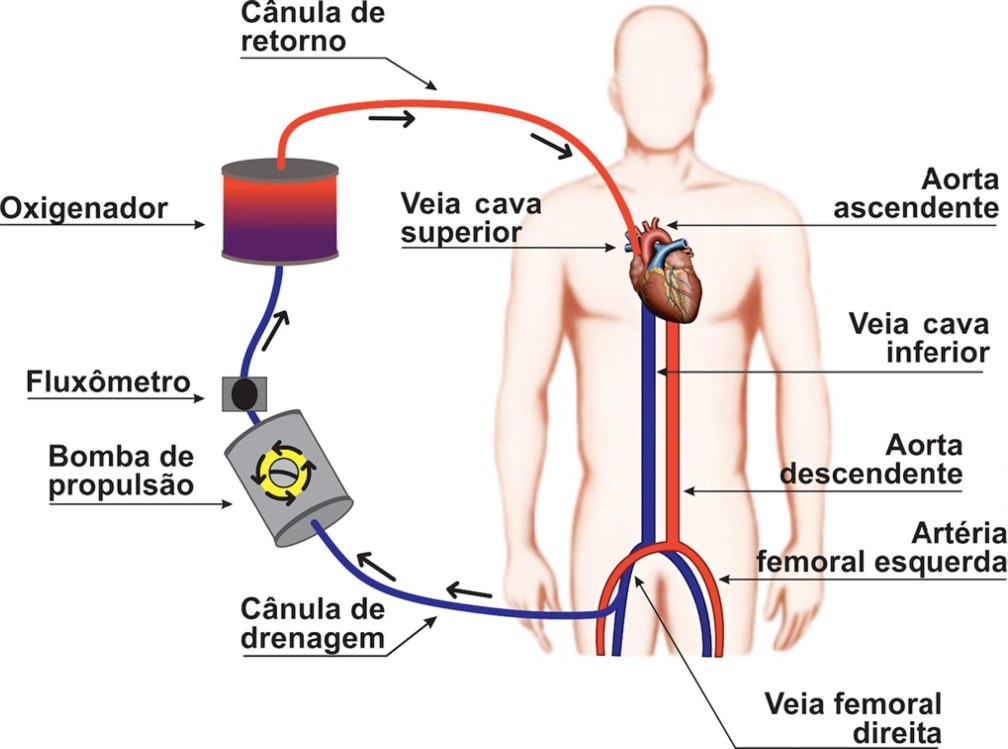 Cânula de
retorno
Oxigenador
Veia cava
superior
Aorta
ascendente
Veia cava
inferior
Fluxômetro
Bomba de
propulsão
Aorta
descendente
Artéria
femoral esquerda
Cânula de
drenagem
Veia femoral
direita